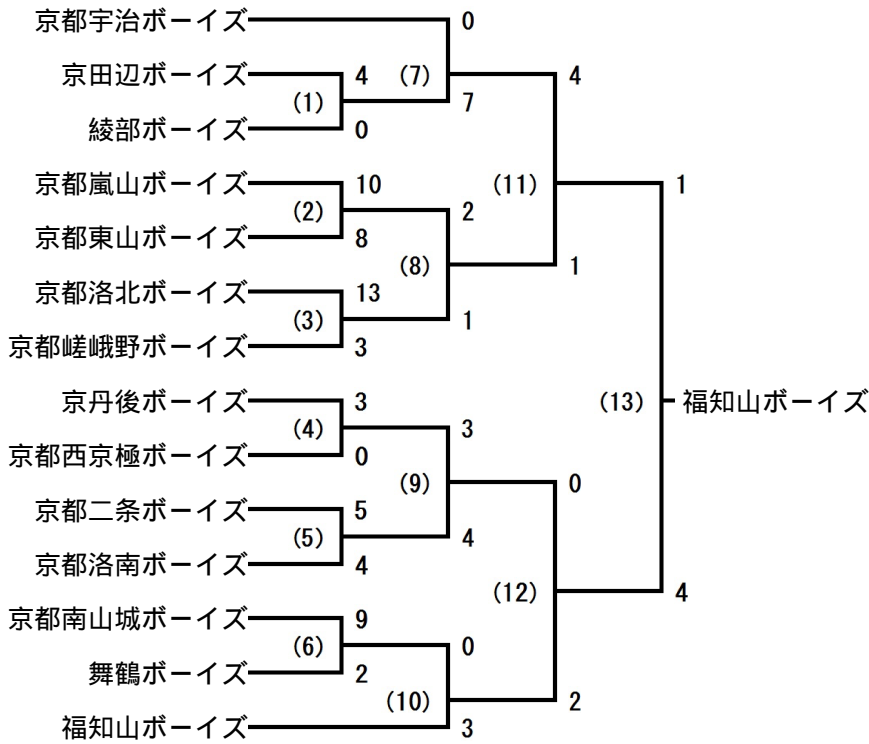 京都宇治ボーイズ 0
京田辺ボーイズ 4 (7) 4
(1) 7
綾部ボーイズ 0
京都嵐山ボーイズ 10 (11) 1
(2) 2
京都東山ボーイズ 8
(8) 1
京都洛北ボーイズ 13
(3) 1
京都嵯峨野ボーイズ 3
京丹後ボーイズ 3 (13) 福知山ボーイズ
(4) 3
京都西京極ボーイズ 0
(9) 0
京都二条ボーイズ 5
(5) 4
京都洛南ボーイズ 4
(12) 4
京都南山城ボーイズ 9
(6) 0
舞鶴ボーイズ 2
(10) 2
福知山ボーイズ 3